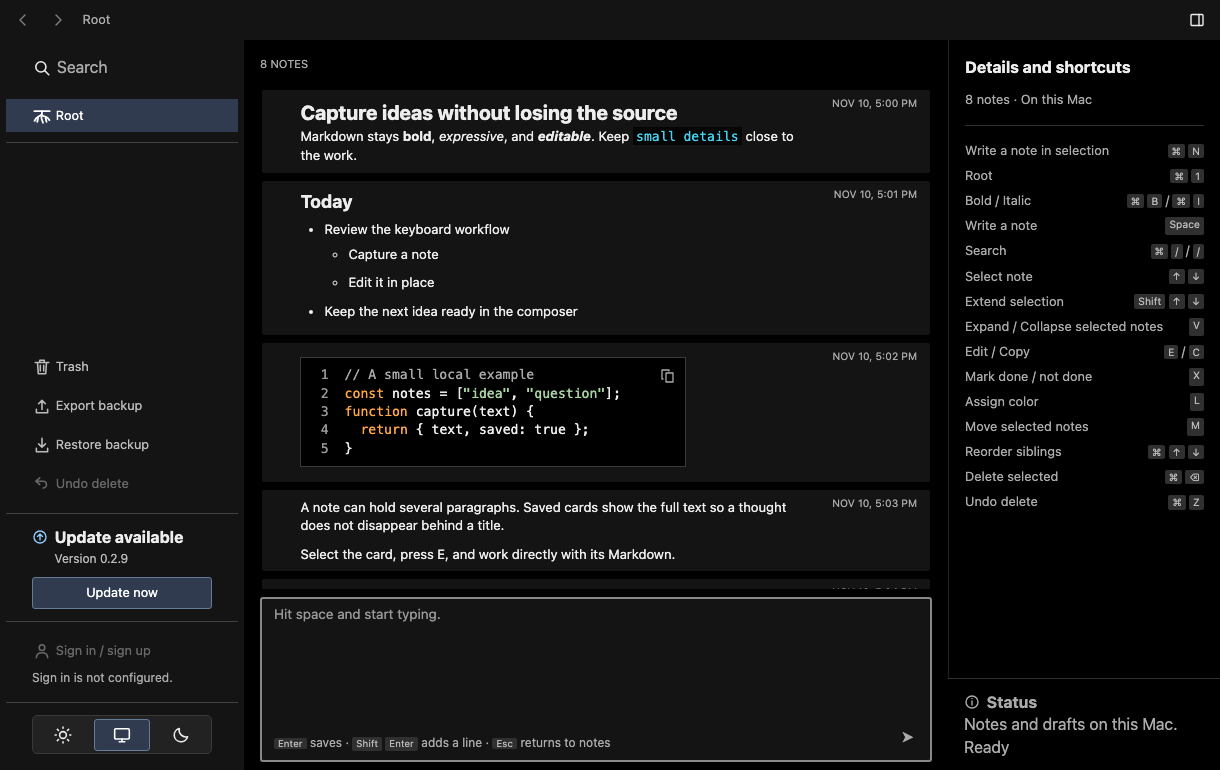 Root
Search
Root
Trash
Export backup
Restore backup
Undo delete
Update available
Version 0.2.9
Update now
Sign in / sign up
Sign in is not configured.
8 NOTES
Capture ideas without losing the source
NOV 10, 5:00 PM
Markdown stays bold, expressive, and editable. Keep small details close to
the work.
Today
NOV 10, 5:01 PM
• Review the keyboard workflow
◦ Capture a note
◦ Edit it in place
• Keep the next idea ready in the composer
NOV 10, 5:02 PM
1 // A small local example
2 const notes = ["idea", "question"];
3 function capture(text) {
4   return { text, saved: true };
5 }
A note can hold several paragraphs. Saved cards show the full text so a thought
does not disappear behind a title.
NOV 10, 5:03 PM
Select the card, press E, and work directly with its Markdown.
Hit space and start typing.
Enter saves · Shift Enter adds a line · Esc returns to notes
Details and shortcuts
8 notes · On this Mac
Write a note in selection ⌘ N
Root ⌘ 1
Bold / Italic ⌘ B / ⌘ I
Write a note Space
Search ⌘ / / /
Select note ↑ ↓
Extend selection Shift ↑ ↓
Expand / Collapse selected notes V
Edit / Copy E / C
Mark done / not done X
Assign color L
Move selected notes M
Reorder siblings ⌘ ↑ ↓
Delete selected ⌘ ⌫
Undo delete ⌘ Z
Status
Notes and drafts on this Mac.
Ready